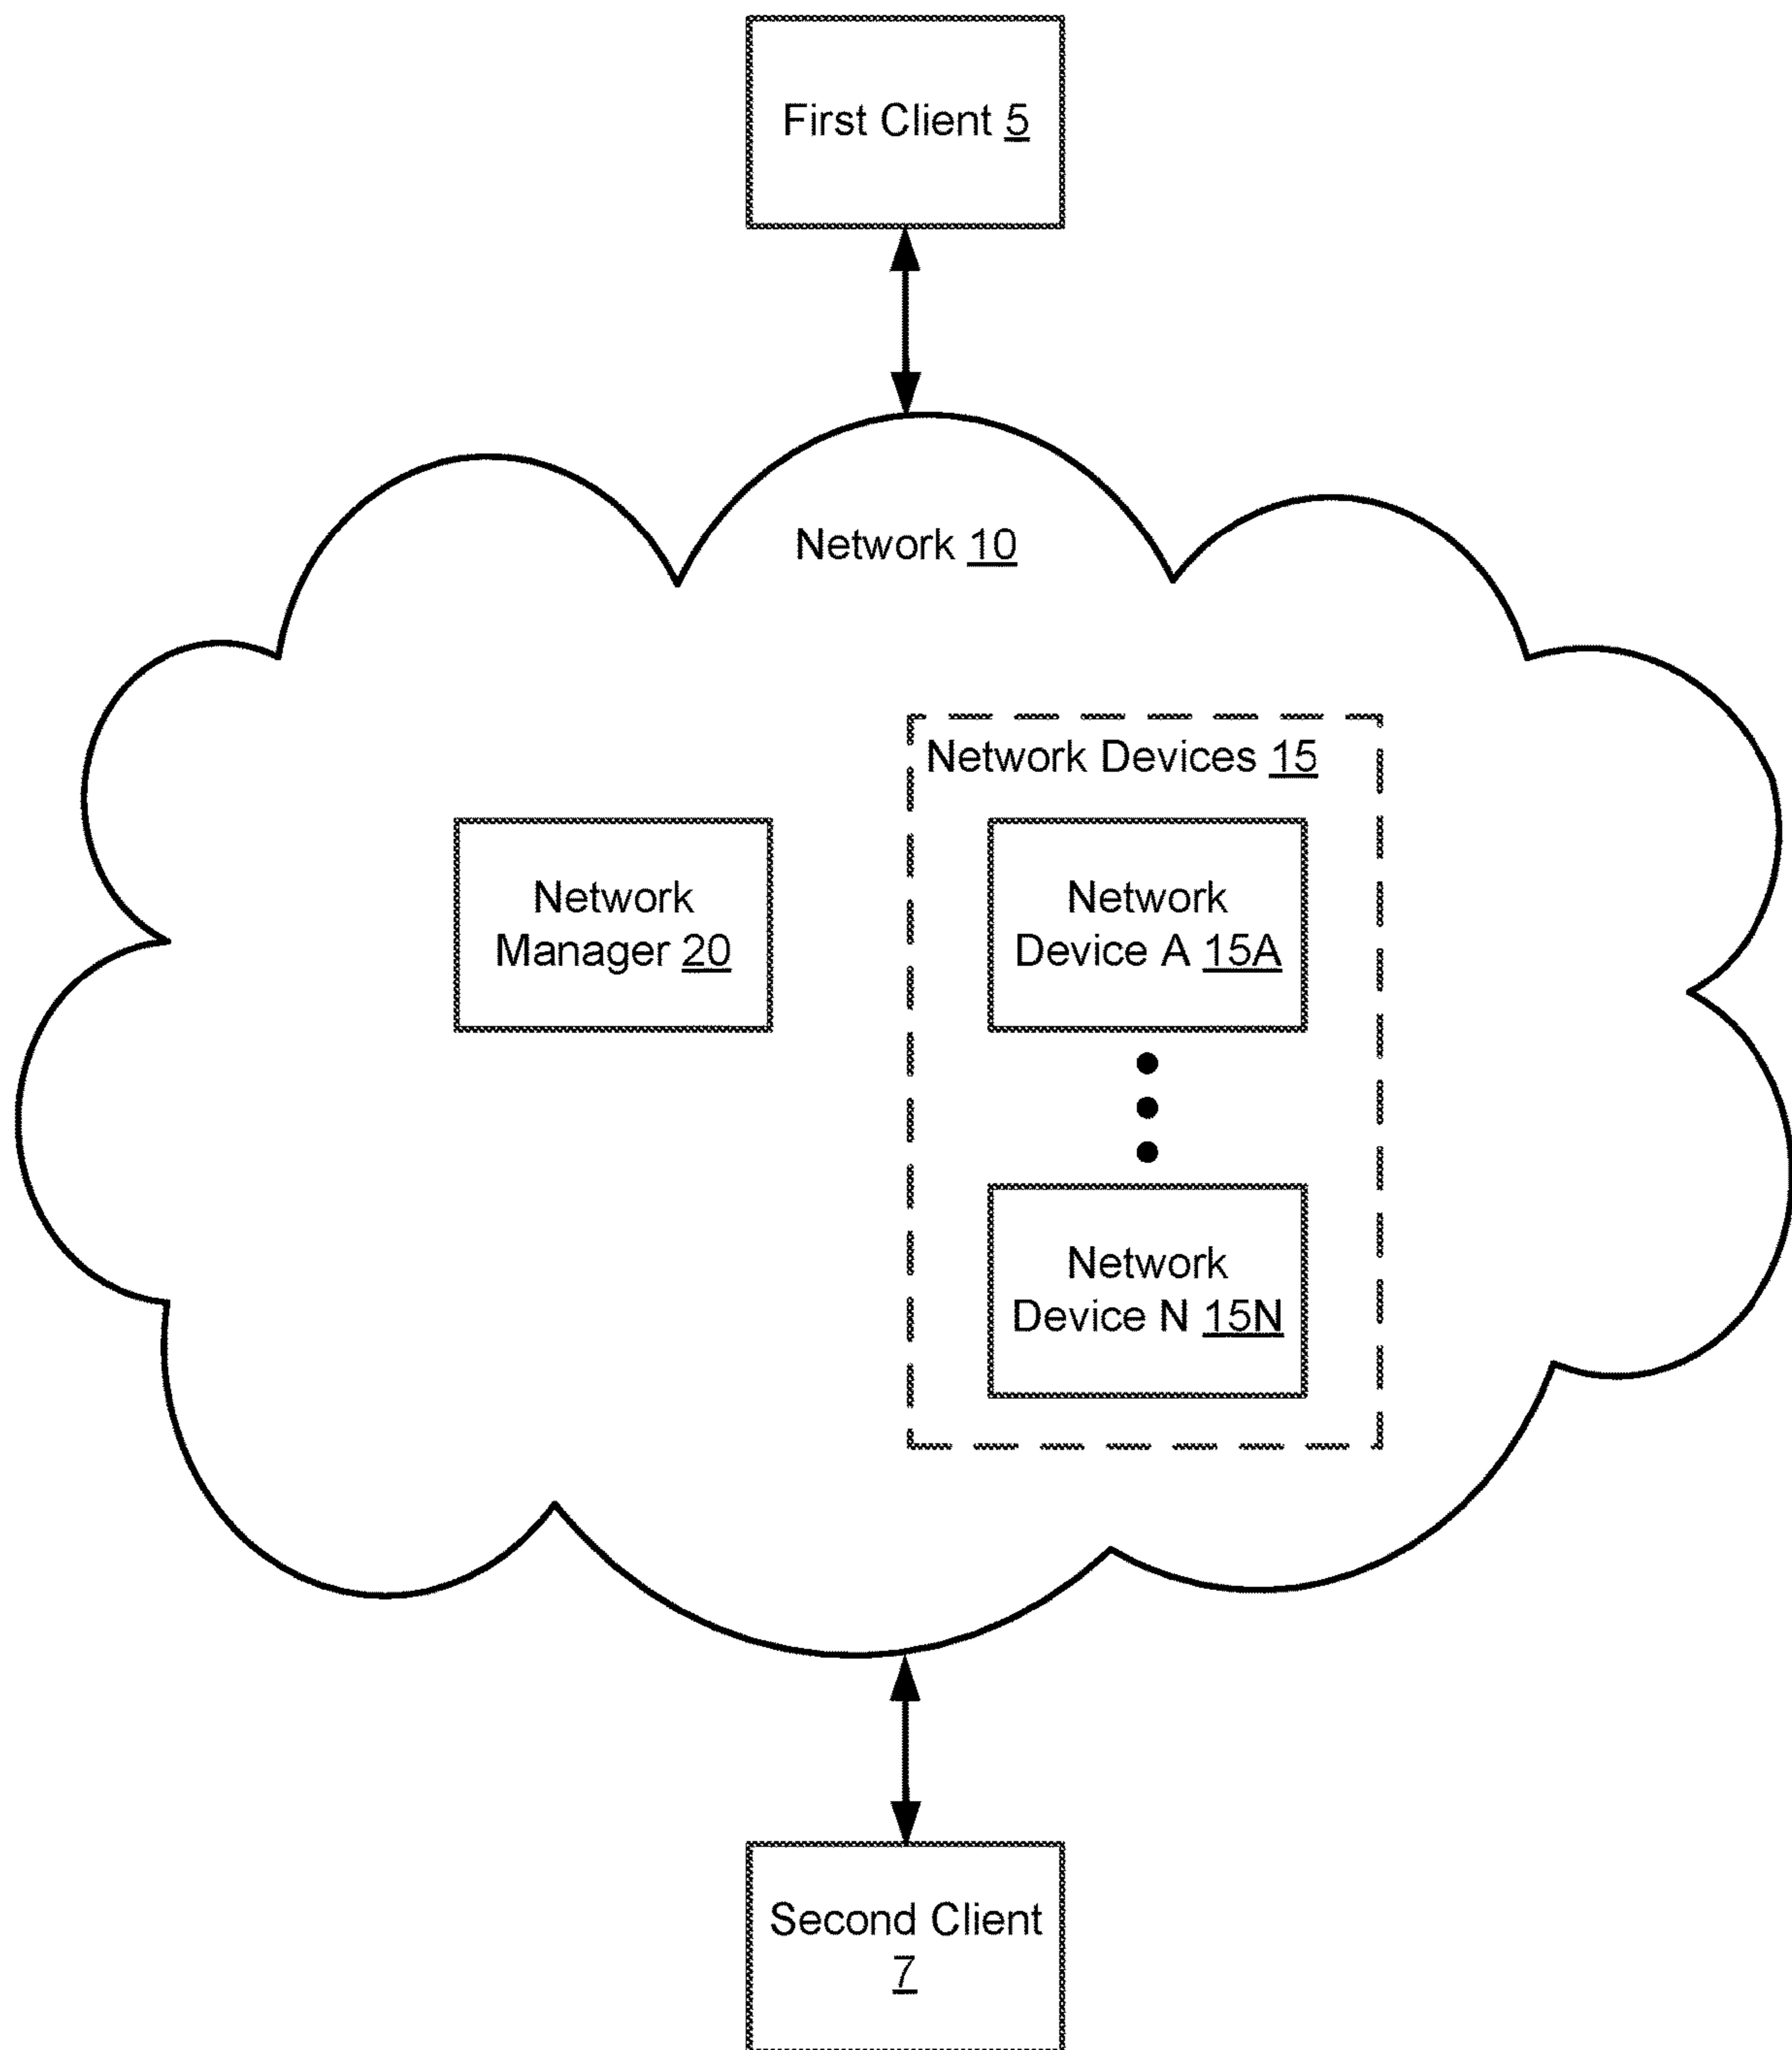 First Client 5
Network 10
Network Devices 15
Network
Manager 20
Network
Device A 15A
Network
Device N 15N
Second Client
7